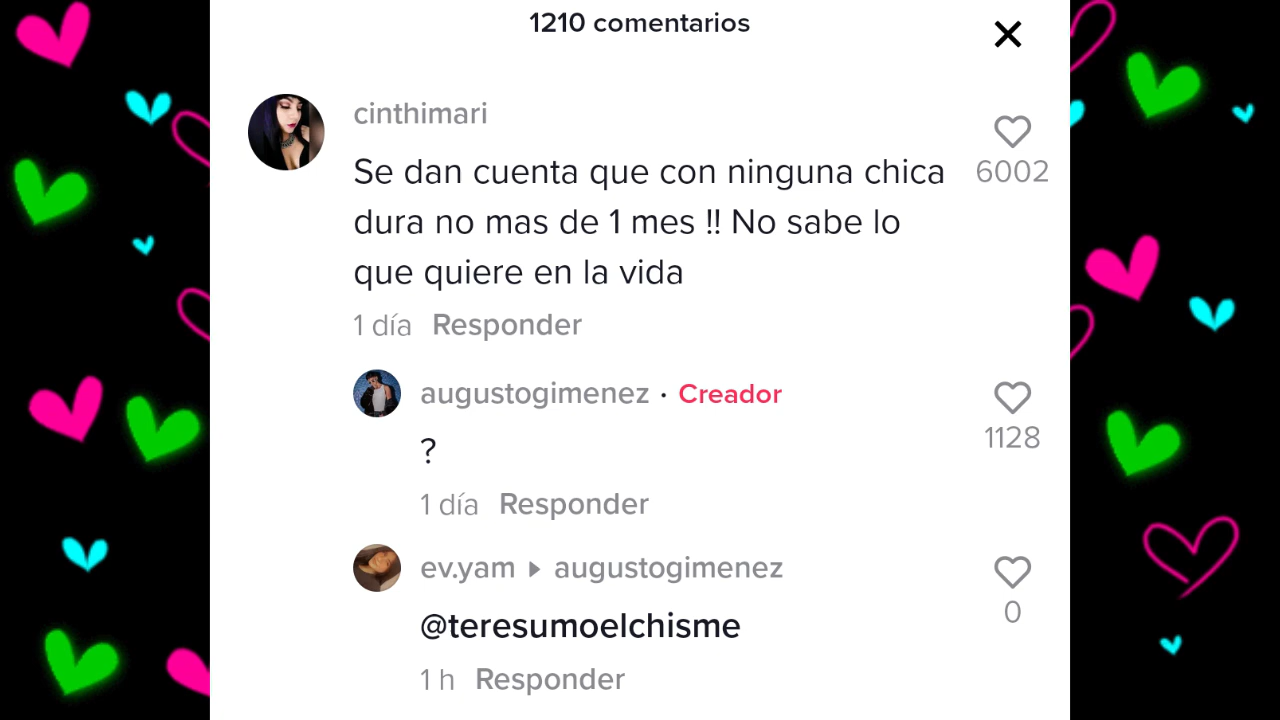 1210 comentarios
cinthimari
Se dan cuenta que con ninguna chica
dura no mas de 1 mes !! No sabe lo
que quiere en la vida
6002
1 día Responder
augustogimenez · Creador
?
1128
1 día Responder
ev.yam ▸ augustogimenez
@teresumoelchisme
0
1 h Responder